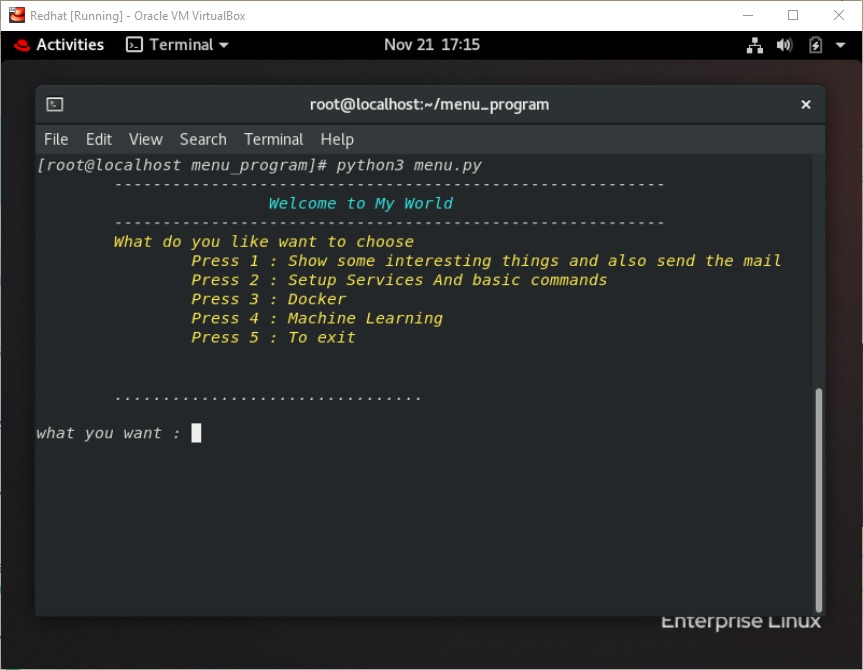 Redhat [Running] - Oracle VM VirtualBox
Activities Terminal Nov 21 17:15
root@localhost:~/menu_program
File Edit View Search Terminal Help
[root@localhost menu_program]# python3 menu.py
---------------------------------------------------------
Welcome to My World
---------------------------------------------------------
What do you like want to choose
Press 1 : Show some interesting things and also send the mail
Press 2 : Setup Services And basic commands
Press 3 : Docker
Press 4 : Machine Learning
Press 5 : To exit
................................
what you want :
Enterprise Linux